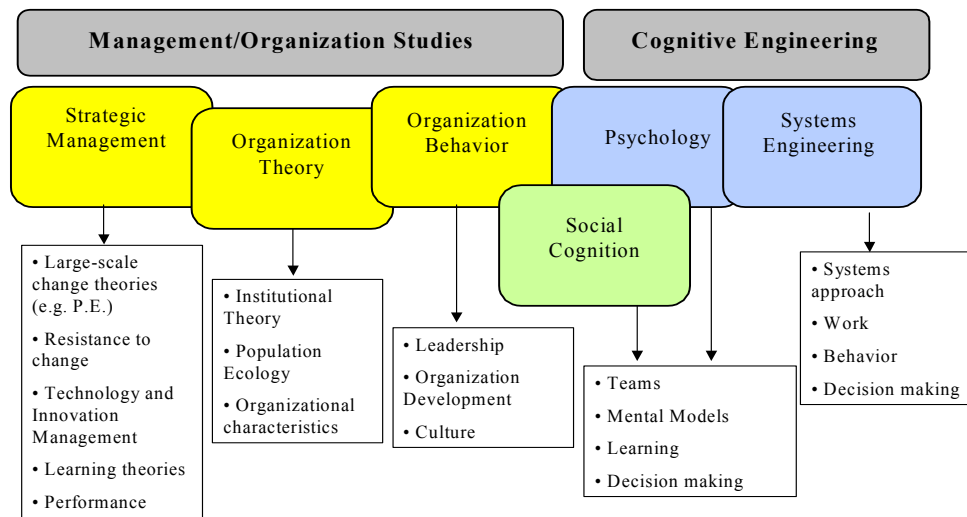 Management/Organization Studies
Cognitive Engineering
Strategic
Management
Organization
Theory
Organization
Behavior
Psychology
Systems
Engineering
Social
Cognition
• Large-scale
change theories
(e.g. P.E.)
• Resistance to
change
• Technology and
Innovation
Management
• Learning theories
• Performance
• Institutional
Theory
• Population
Ecology
• Organizational
characteristics
• Leadership
• Organization
Development
• Culture
• Teams
• Mental Models
• Learning
• Decision making
• Systems
approach
• Work
• Behavior
• Decision making